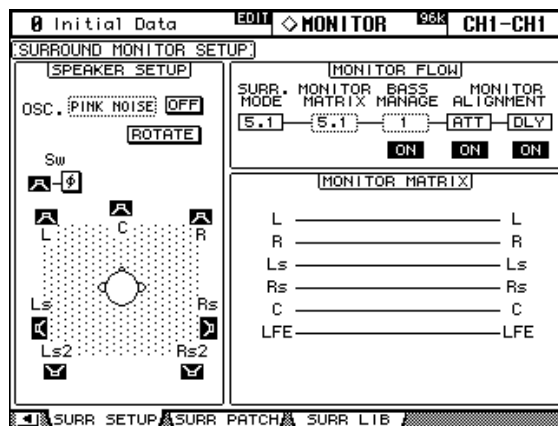 0 Initial Data EDIT ◇MONITOR 96k CH1-CH1
SURROUND MONITOR SETUP
SPEAKER SETUP
OSC. PINK NOISE OFF
ROTATE
Sw
ϕ
L C R
Ls Rs
Ls2 Rs2
MONITOR FLOW
SURR. MODE MONITOR MATRIX BASS MANAGE MONITOR ALIGNMENT
5.1 5.1 1 ATT DLY
ON ON ON
MONITOR MATRIX
L L
R R
Ls Ls
Rs Rs
C C
LFE LFE
SURR SETUP SURR PATCH SURR LIB